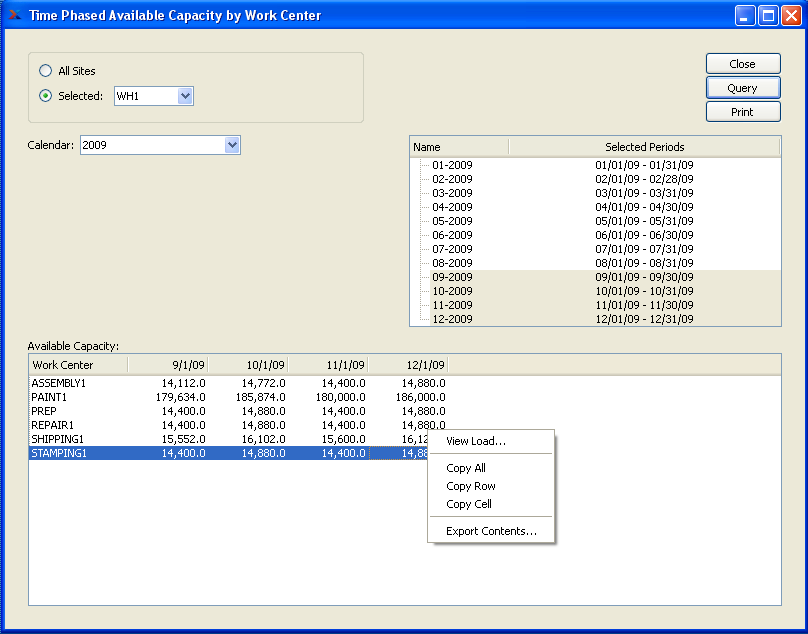 Time Phased Available Capacity by Work Center
All Sites
Selected: WH1
Close
Query
Print
Calendar: 2009
Name Selected Periods
01-2009 01/01/09 - 01/31/09
02-2009 02/01/09 - 02/28/09
03-2009 03/01/09 - 03/31/09
04-2009 04/01/09 - 04/30/09
05-2009 05/01/09 - 05/31/09
06-2009 06/01/09 - 06/30/09
07-2009 07/01/09 - 07/31/09
08-2009 08/01/09 - 08/31/09
09-2009 09/01/09 - 09/30/09
10-2009 10/01/09 - 10/31/09
11-2009 11/01/09 - 11/30/09
12-2009 12/01/09 - 12/31/09
Available Capacity:
Work Center 9/1/09 10/1/09 11/1/09 12/1/09
ASSEMBLY1 14,112.0 14,772.0 14,400.0 14,880.0
PAINT1 179,634.0 185,874.0 180,000.0 186,000.0
PREP 14,400.0 14,880.0 14,400.0 14,880.0
REPAIR1 14,400.0 14,880.0 14,400.0 14,880.0
SHIPPING1 15,552.0 16,102.0 15,600.0
STAMPING1 14,400.0 14,880.0 14,400.0
View Load...
Copy All
Copy Row
Copy Cell
Export Contents...